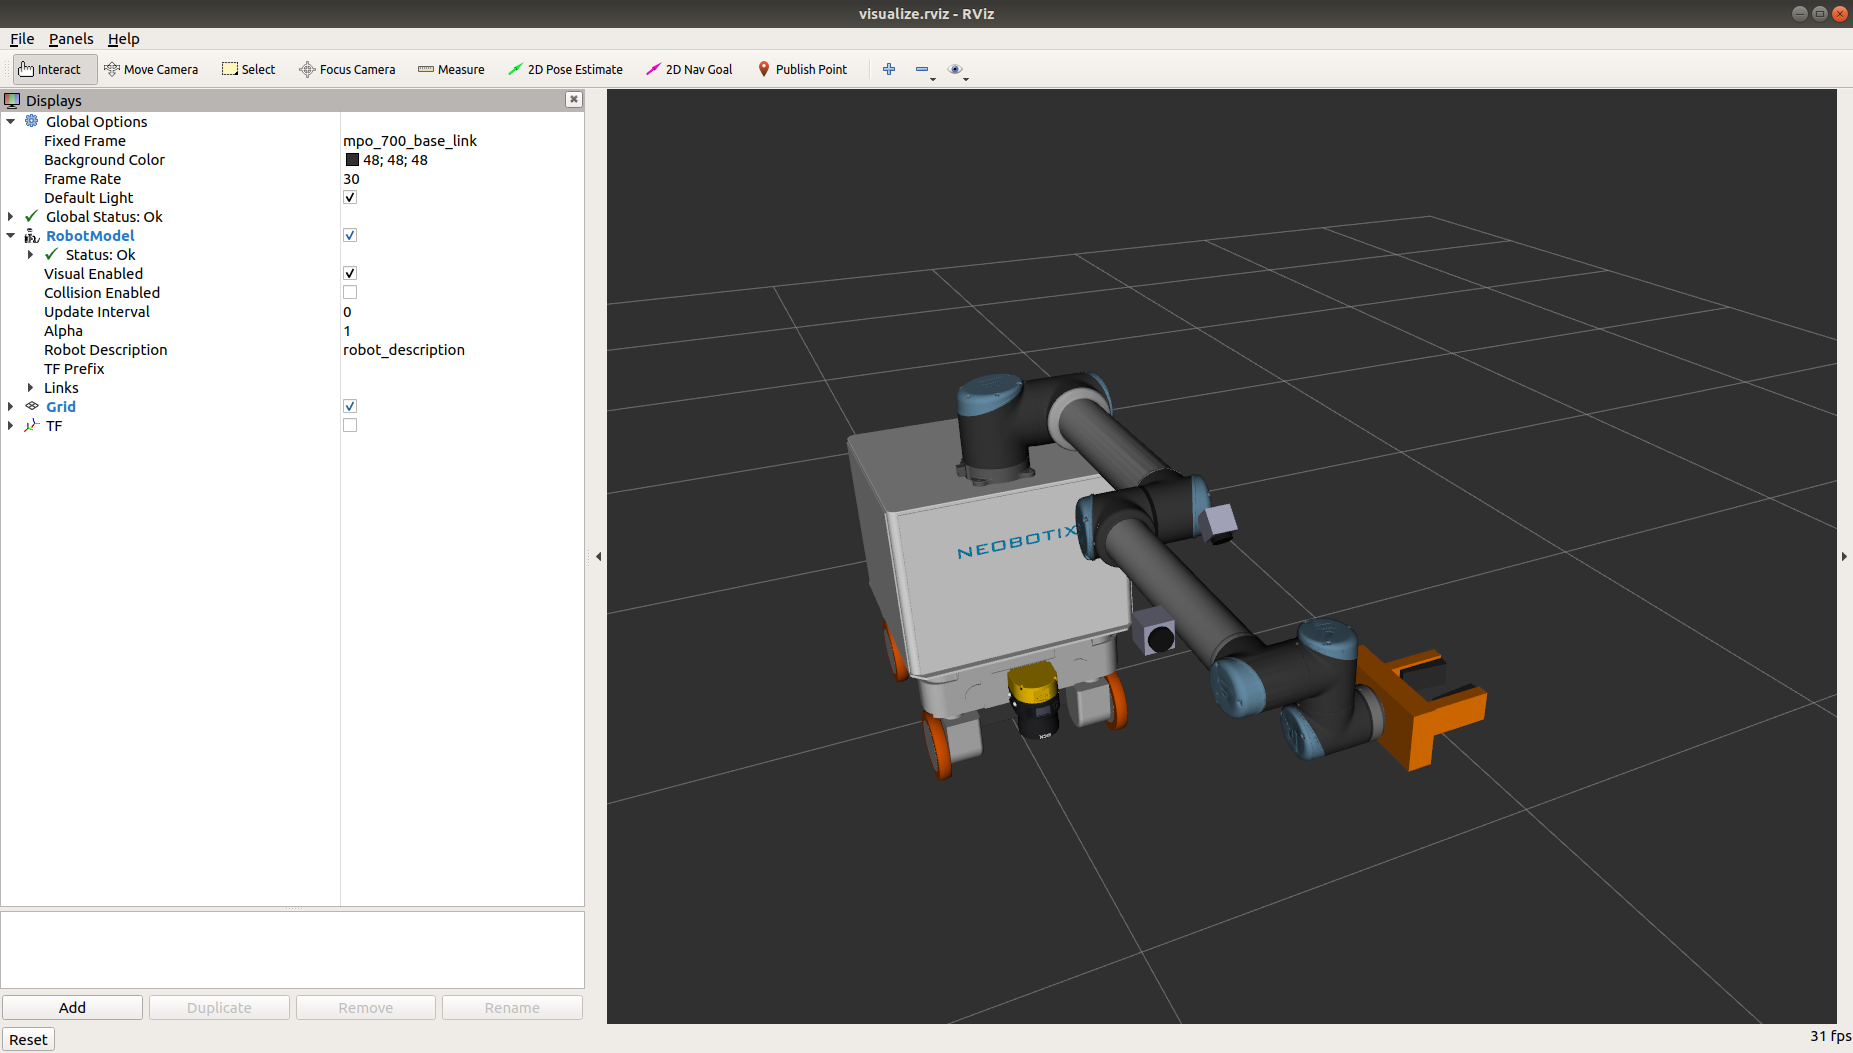 visualize.rviz - RViz
File Panels Help
Interact Move Camera Select Focus Camera Measure 2D Pose Estimate 2D Nav Goal Publish Point
Displays
Global Options
Fixed Frame mpo_700_base_link
Background Color 48; 48; 48
Frame Rate 30
Default Light
Global Status: Ok
RobotModel
Status: Ok
Visual Enabled
Collision Enabled
Update Interval 0
Alpha 1
Robot Description robot_description
TF Prefix
Links
Grid
TF
NEOBOTIX
SICK
Add Duplicate Remove Rename
Reset
31 fps